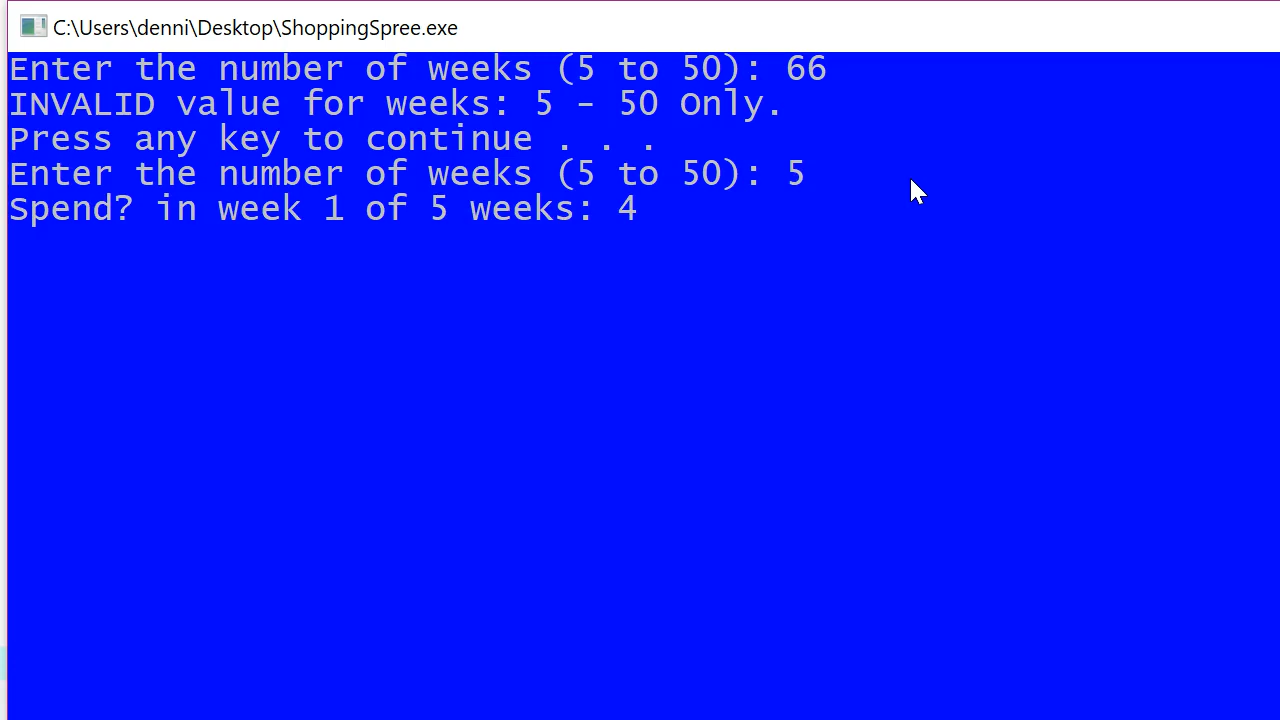 C:\Users\denni\Desktop\ShoppingSpree.exe
Enter the number of weeks (5 to 50): 66
INVALID value for weeks: 5 - 50 Only.
Press any key to continue . . .
Enter the number of weeks (5 to 50): 5
Spend? in week 1 of 5 weeks: 4